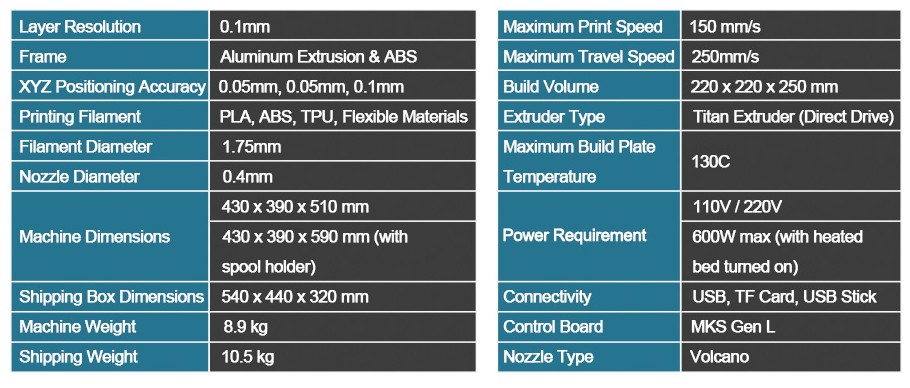 Layer Resolution 0.1mm
Frame Aluminum Extrusion & ABS
XYZ Positioning Accuracy 0.05mm, 0.05mm, 0.1mm
Printing Filament PLA, ABS, TPU, Flexible Materials
Filament Diameter 1.75mm
Nozzle Diameter 0.4mm
Machine Dimensions 430 x 390 x 510 mm
430 x 390 x 590 mm (with
spool holder)
Shipping Box Dimensions 540 x 440 x 320 mm
Machine Weight 8.9 kg
Shipping Weight 10.5 kg
Maximum Print Speed 150 mm/s
Maximum Travel Speed 250mm/s
Build Volume 220 x 220 x 250 mm
Extruder Type Titan Extruder (Direct Drive)
Maximum Build Plate
Temperature 130C
Power Requirement 110V / 220V
600W max (with heated
bed turned on)
Connectivity USB, TF Card, USB Stick
Control Board MKS Gen L
Nozzle Type Volcano